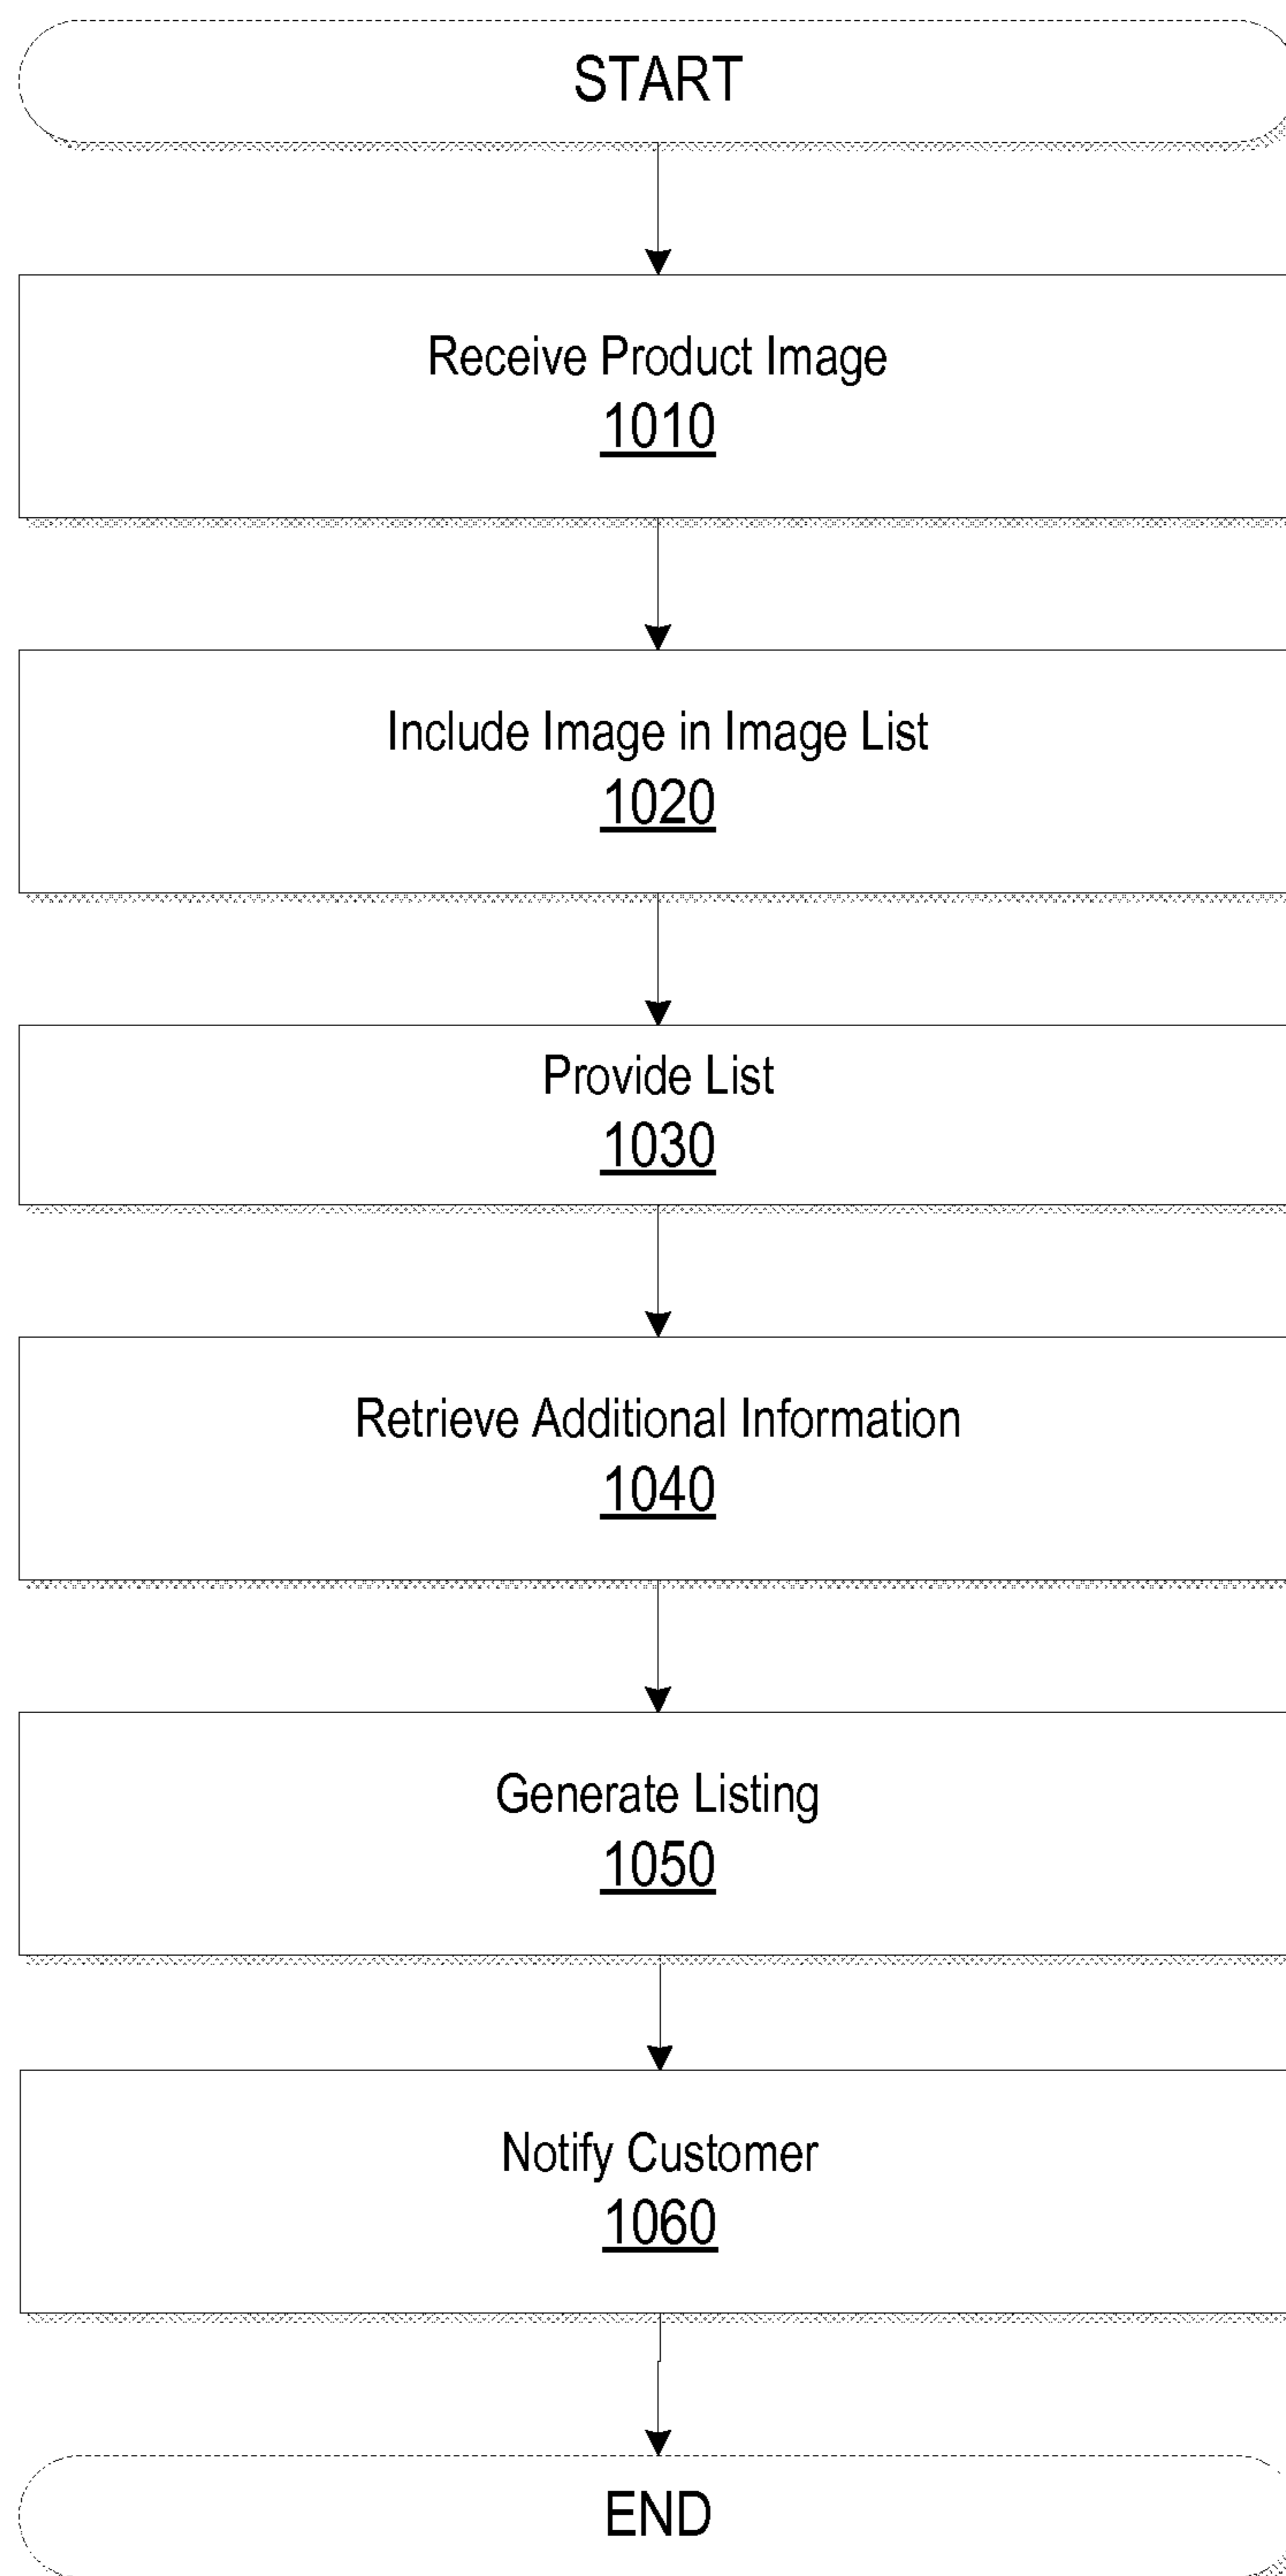 START
Receive Product Image
1010
Include Image in Image List
1020
Provide List
1030
Retrieve Additional Information
1040
Generate Listing
1050
Notify Customer
1060
END